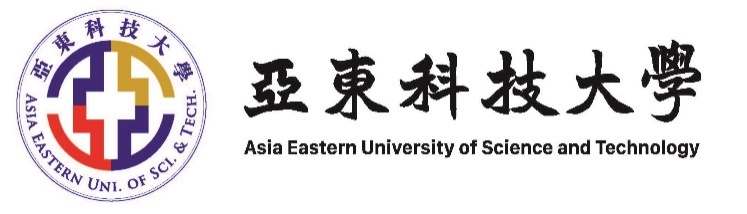 亞東科技大學
ASIA EASTERN UNI. OF SCI. & TECH.
亞東科技大學
Asia Eastern University of Science and Technology